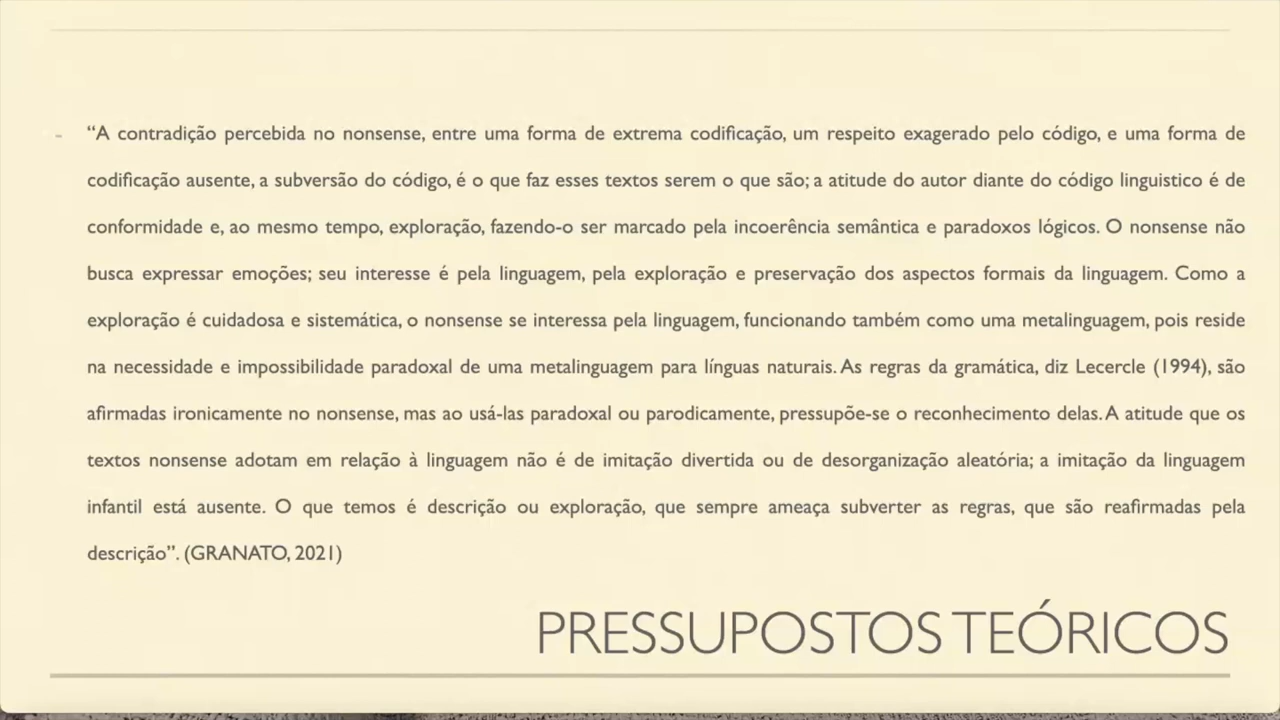 - “A contradição percebida no nonsense, entre uma forma de extrema codificação, um respeito exagerado pelo código, e uma forma de
codificação ausente, a subversão do código, é o que faz esses textos serem o que são; a atitude do autor diante do código linguistico é de
conformidade e, ao mesmo tempo, exploração, fazendo-o ser marcado pela incoerência semântica e paradoxos lógicos. O nonsense não
busca expressar emoções; seu interesse é pela linguagem, pela exploração e preservação dos aspectos formais da linguagem. Como a
exploração é cuidadosa e sistemática, o nonsense se interessa pela linguagem, funcionando também como uma metalinguagem, pois reside
na necessidade e impossibilidade paradoxal de uma metalinguagem para línguas naturais. As regras da gramática, diz Lecercle (1994), são
afirmadas ironicamente no nonsense, mas ao usá-las paradoxal ou parodicamente, pressupõe-se o reconhecimento delas. A atitude que os
textos nonsense adotam em relação à linguagem não é de imitação divertida ou de desorganização aleatória; a imitação da linguagem
infantil está ausente. O que temos é descrição ou exploração, que sempre ameaça subverter as regras, que são reafirmadas pela
descrição”. (GRANATO, 2021)
PRESSUPOSTOS TEÓRICOS